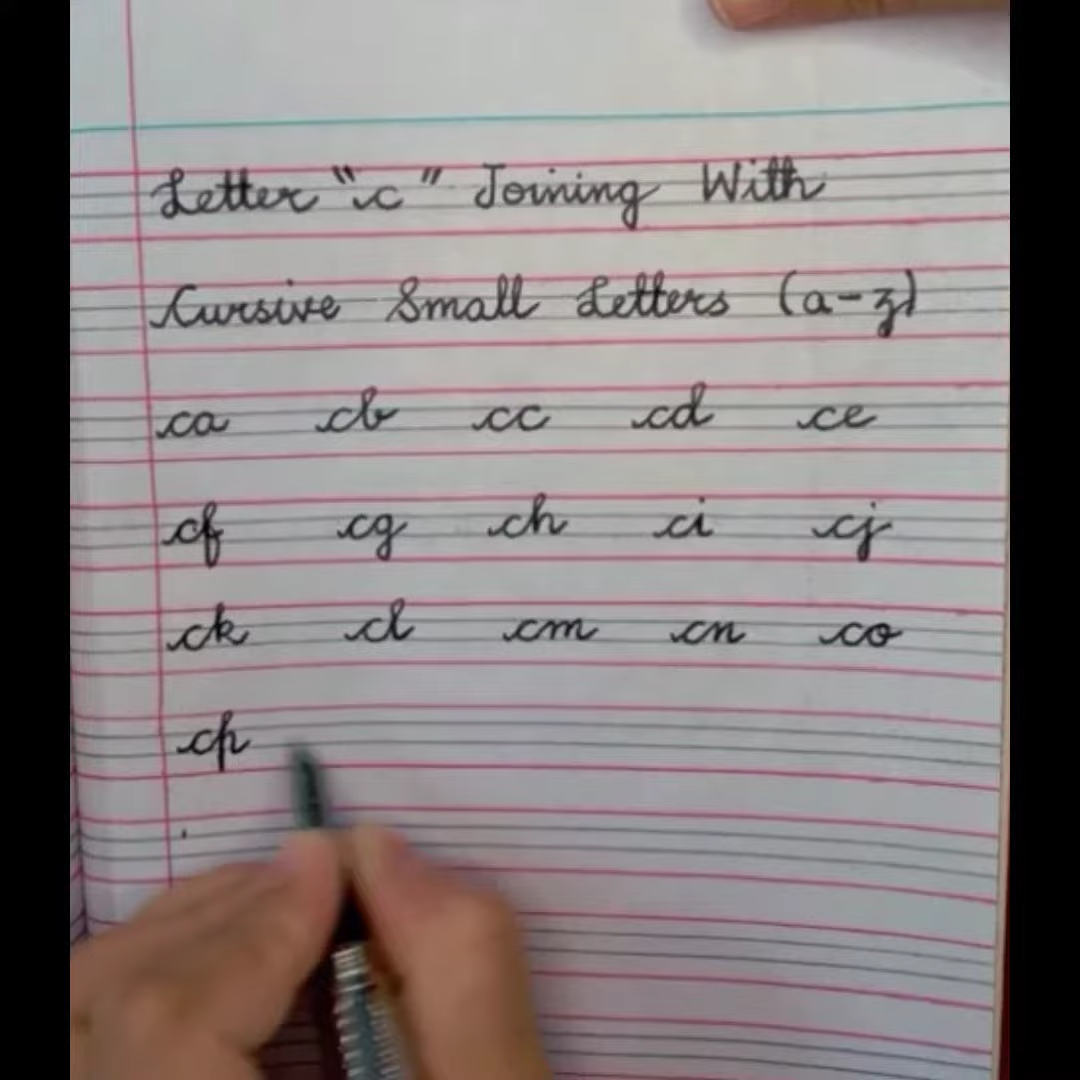 Letter "c" Joining With
Cursive Small Letters (a-z)
ca cb cc cd ce
cf cg ch ci cj
ck cl cm cn co
cp